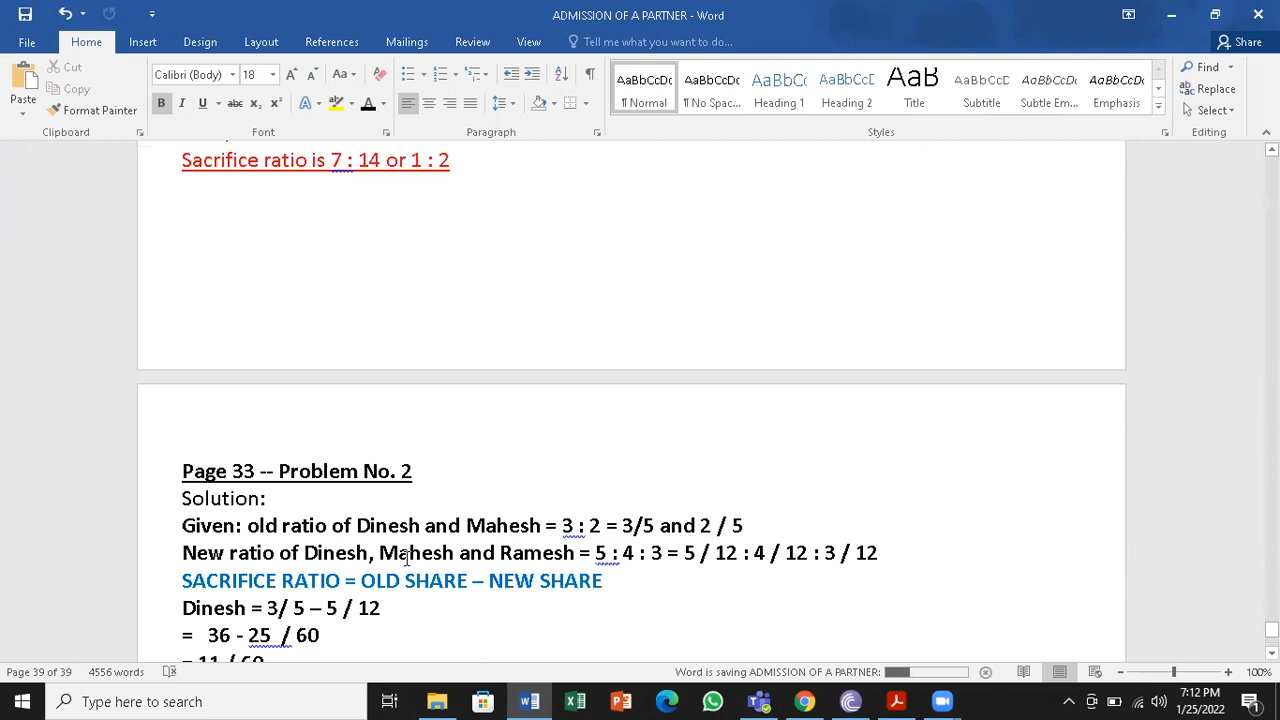 ADMISSION OF A PARTNER - Word
File Home Insert Design Layout References Mailings Review View Tell me what you want to do... Share
Paste Cut Copy Format Painter Clipboard
Calibri (Body) 18 Aa B I U abc x₂ x² A A Font
Paragraph
AaBbCcDc AaBbCcDc AaBbC( AaBbCcE AaB AaBbCcD AaBbCcDc AaBbCcDc
¶ Normal ¶ No Spac... Heading Heading 2 Title Subtitle Subtle Em... Emphasis
Styles
Find Replace Select Editing
Sacrifice ratio is 7 : 14 or 1 : 2
Page 33 -- Problem No. 2
Solution:
Given: old ratio of Dinesh and Mahesh = 3 : 2 = 3/5 and 2 / 5
New ratio of Dinesh, Mahesh and Ramesh = 5 : 4 : 3 = 5 / 12 : 4 / 12 : 3 / 12
SACRIFICE RATIO = OLD SHARE – NEW SHARE
Dinesh = 3/ 5 – 5 / 12
= 36 - 25 / 60
= 11 / 60
Page 39 of 39 4556 words Word is saving ADMISSION OF A PARTNER: 100%
Type here to search
7:12 PM
1/25/2022